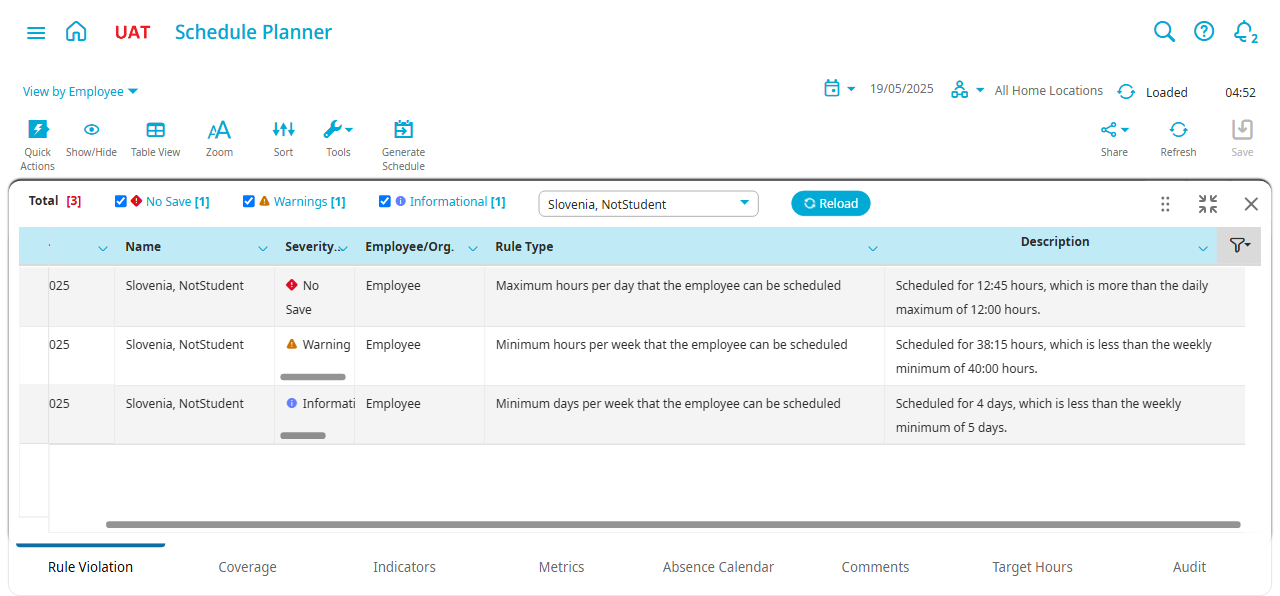 UAT Schedule Planner
2
View by Employee
19/05/2025 All Home Locations Loaded 04:52
Quick Actions
Show/Hide
Table View
Zoom
Sort
Tools
Generate Schedule
Share
Refresh
Save
Total [3] No Save [1] Warnings [1] Informational [1] Slovenia, NotStudent Reload
Name Severity... Employee/Org. Rule Type Description
025 Slovenia, NotStudent No Employee Maximum hours per day that the employee can be scheduled Scheduled for 12:45 hours, which is more than the daily
Save maximum of 12:00 hours.
025 Slovenia, NotStudent Warning Employee Minimum hours per week that the employee can be scheduled Scheduled for 38:15 hours, which is less than the weekly
minimum of 40:00 hours.
025 Slovenia, NotStudent Informati Employee Minimum days per week that the employee can be scheduled Scheduled for 4 days, which is less than the weekly
minimum of 5 days.
Rule Violation Coverage Indicators Metrics Absence Calendar Comments Target Hours Audit